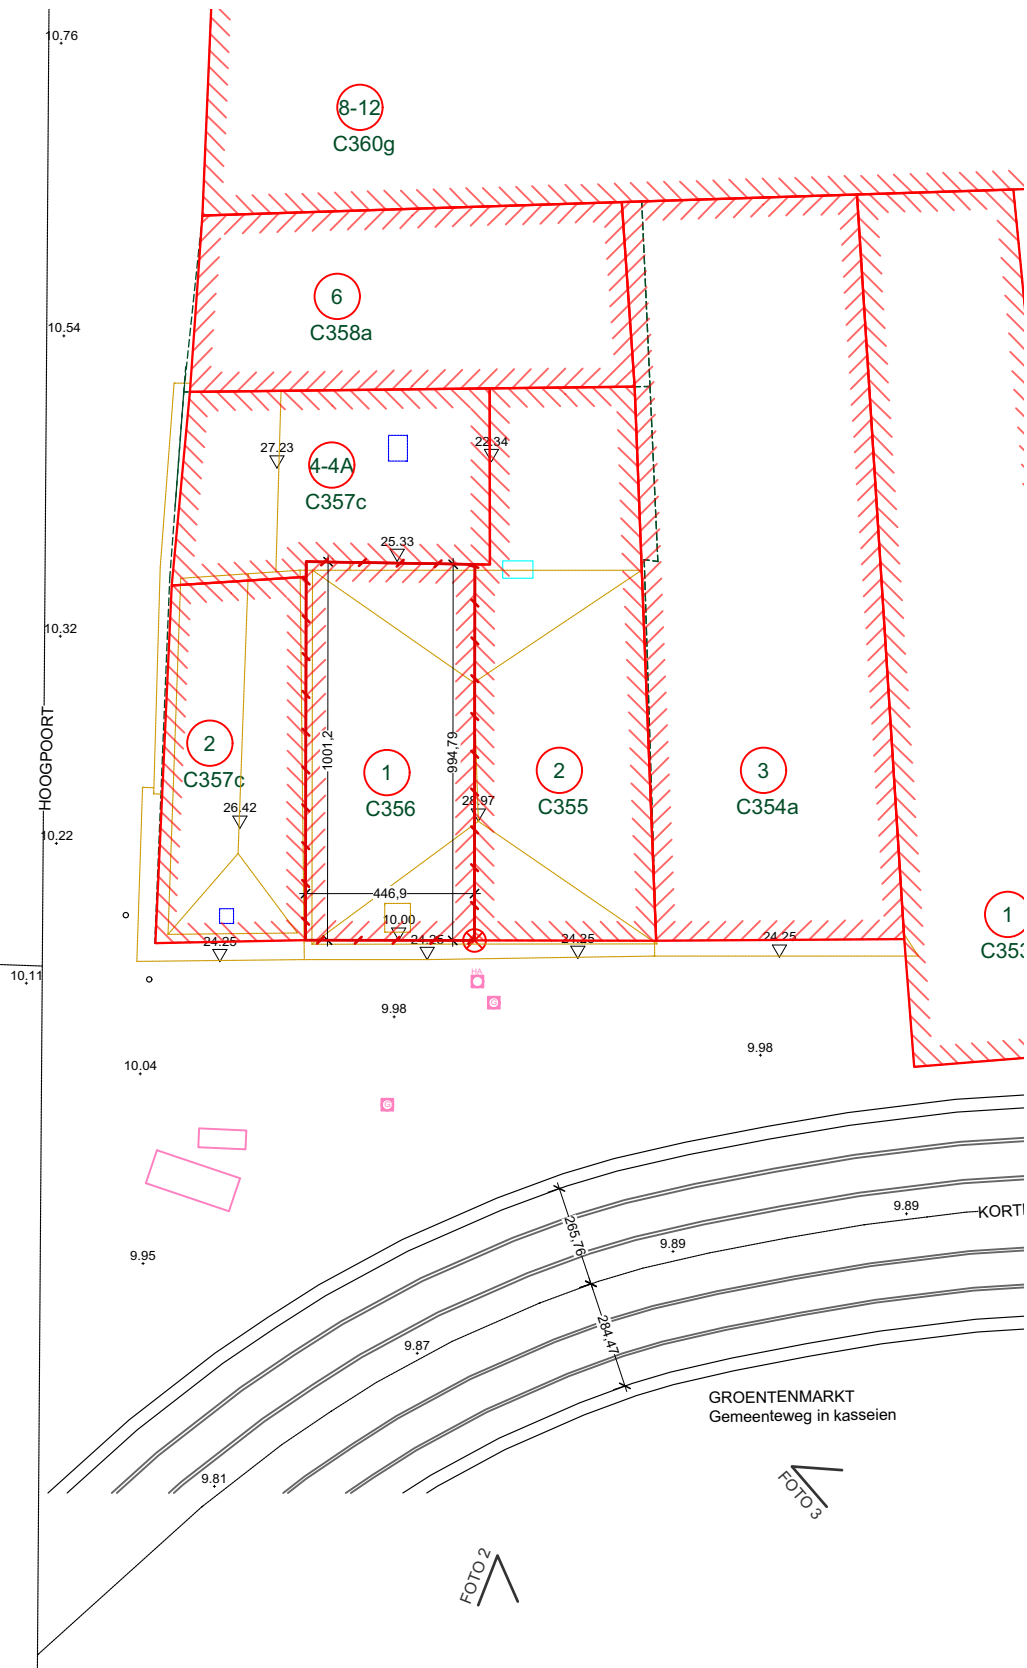 10.76
8-12
C360g
6
10.54
C358a
27.23
22.34
4-4A
C357c
25.33
10.32
HOOGPOORT
2
C357c
1001,2
994,79
1
C356
2
C355
3
C354a
26.42
28.97
10.22
446,9
10.00
1
24.25
24.25
24.25
24.25
C353
10.11
HA
G
9.98
9.98
10.04
G
9.89
KORT
265,76
9.89
9.95
284,47
9.87
GROENTENMARKT
Gemeenteweg in kasseien
9.81
FOTO 3
FOTO 2